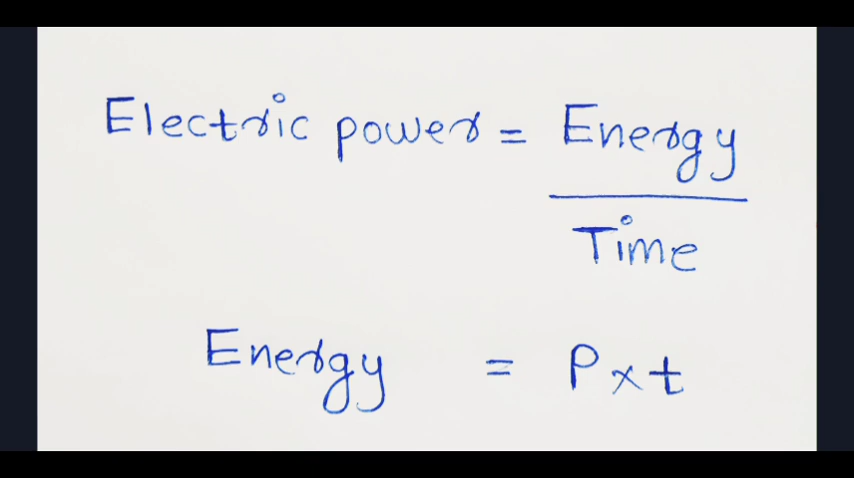 Electric power = Energy
Time
Energy = P x t